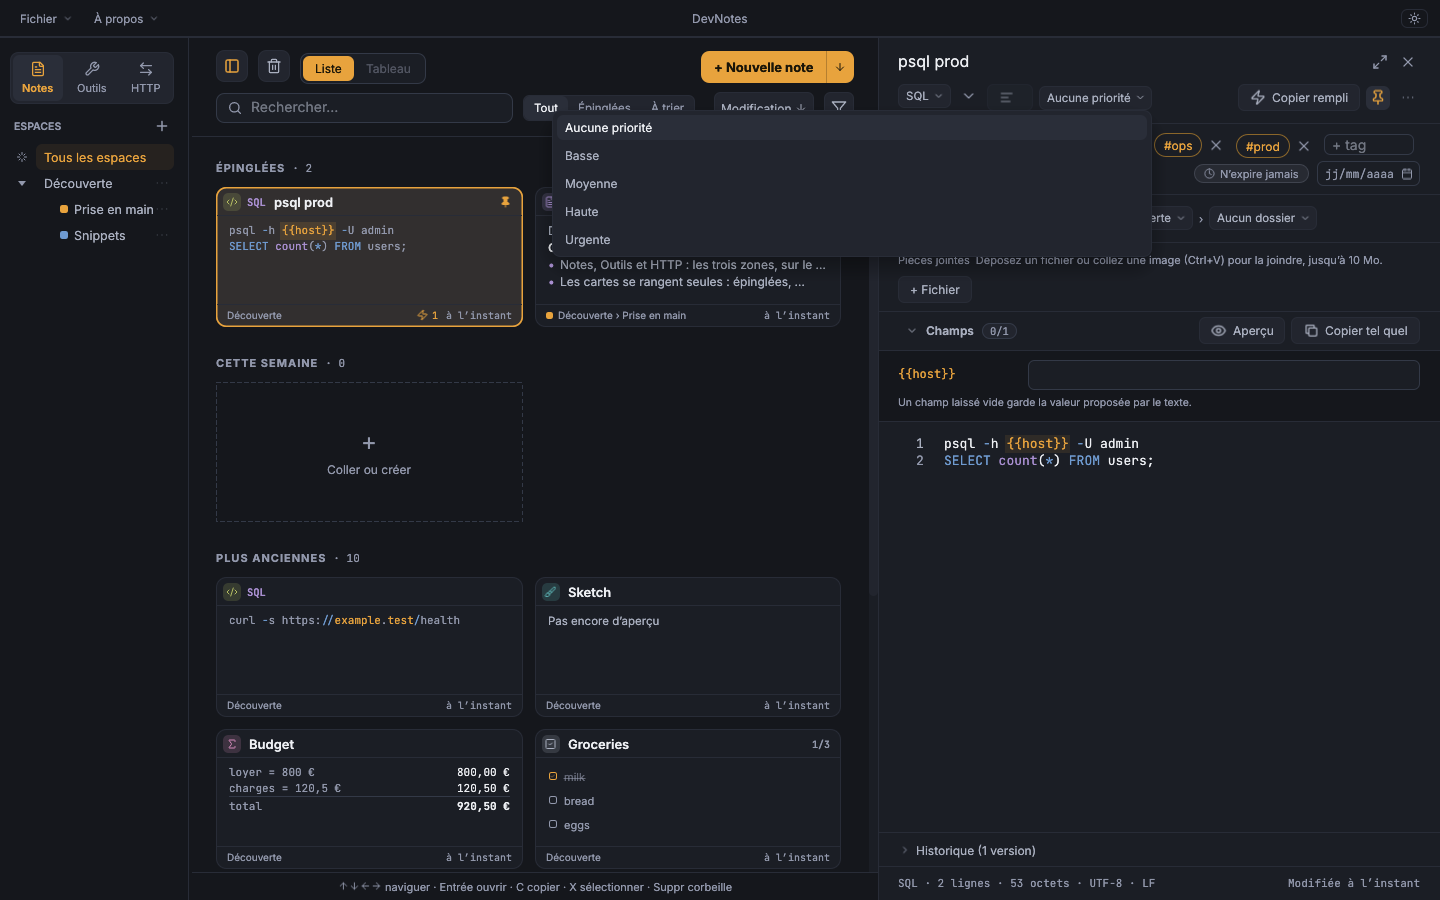 Fichier
À propos
DevNotes
Notes
Outils
HTTP
ESPACES
Tous les espaces
Découverte
Prise en main
Snippets
Liste
Tableau
+ Nouvelle note
Rechercher...
Tout
Épinglées
À trier
Modification
Aucune priorité
Basse
Moyenne
Haute
Urgente
ÉPINGLÉES · 2
SQL psql prod
psql -h {{host}} -U admin
SELECT count(*) FROM users;
Découverte
1 à l’instant
• Notes, Outils et HTTP : les trois zones, sur le ...
• Les cartes se rangent seules : épinglées, ...
Découverte › Prise en main
à l’instant
CETTE SEMAINE · 0
Coller ou créer
PLUS ANCIENNES · 10
SQL
curl -s https://example.test/health
Découverte
à l’instant
Sketch
Pas encore d’aperçu
Découverte
à l’instant
Budget
loyer = 800 € 800,00 €
charges = 120,5 € 120,50 €
total 920,50 €
Découverte
à l’instant
Groceries 1/3
milk
bread
eggs
Découverte
à l’instant
naviguer · Entrée ouvrir · C copier · X sélectionner · Suppr corbeille
psql prod
SQL
Aucune priorité
Copier rempli
#ops
#prod
+ tag
N’expire jamais
jj/mm/aaaa
erte › Aucun dossier
Pièces jointes Déposez un fichier ou collez une image (Ctrl+V) pour la joindre, jusqu’à 10 Mo.
+ Fichier
Champs 0/1
Aperçu
Copier tel quel
{{host}}
Un champ laissé vide garde la valeur proposée par le texte.
1 psql -h {{host}} -U admin
2 SELECT count(*) FROM users;
Historique (1 version)
SQL · 2 lignes · 53 octets · UTF-8 · LF
Modifiée à l’instant